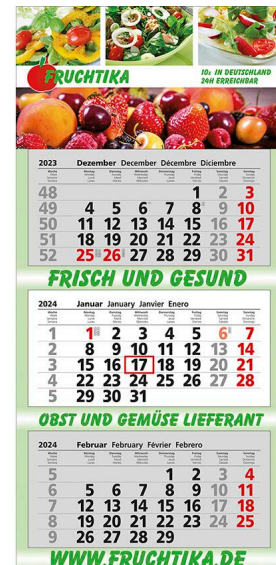 FRUCHTIKA
10x IN DEUTSCHLAND
24H ERREICHBAR
2023 Dezember December Décembre Diciembre
48 1 2 3
49 4 5 6 7 8 9 10
50 11 12 13 14 15 16 17
51 18 19 20 21 22 23 24
52 25 26 27 28 29 30 31
FRISCH UND GESUND
2024 Januar January Janvier Enero
1 1 2 3 4 5 6 7
2 8 9 10 11 12 13 14
3 15 16 17 18 19 20 21
4 22 23 24 25 26 27 28
5 29 30 31
OBST UND GEMÜSE LIEFERANT
2024 Februar February Février Febrero
5 1 2 3 4
6 5 6 7 8 9 10 11
7 12 13 14 15 16 17 18
8 19 20 21 22 23 24 25
9 26 27 28 29
WWW.FRUCHTIKA.DE